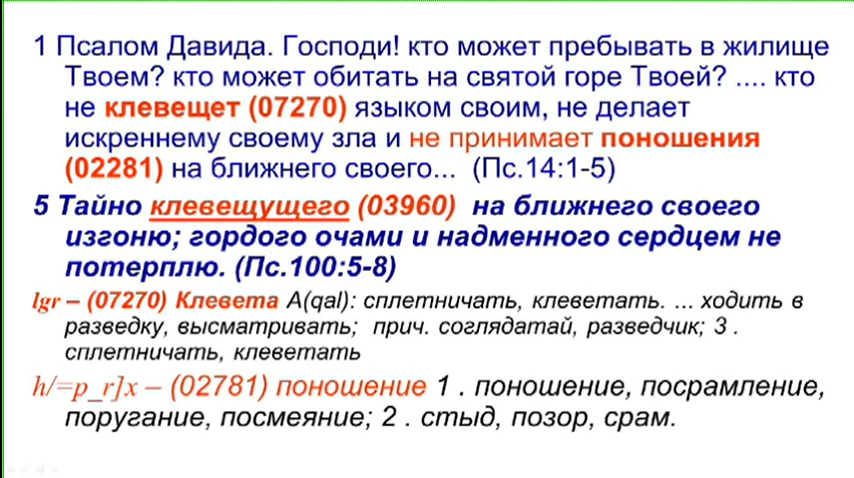 1 Псалом Давида. Господи! кто может пребывать в жилище
Твоем? кто может обитать на святой горе Твоей? .... кто
не клевещет (07270) языком своим, не делает
искреннему своему зла и не принимает поношения
(02281) на ближнего своего... (Пс.14:1-5)
5 Тайно клевещущего (03960) на ближнего своего
изгоню; гордого очами и надменного сердцем не
потерплю. (Пс.100:5-8)
lgr – (07270) Клевета A(qal): сплетничать, клеветать. ... ходить в
разведку, высматривать; прич. соглядатай, разведчик; 3 .
сплетничать, клеветать
h/=p_r]x – (02781) поношение 1 . поношение, посрамление,
поругание, посмеяние; 2 . стыд, позор, срам.